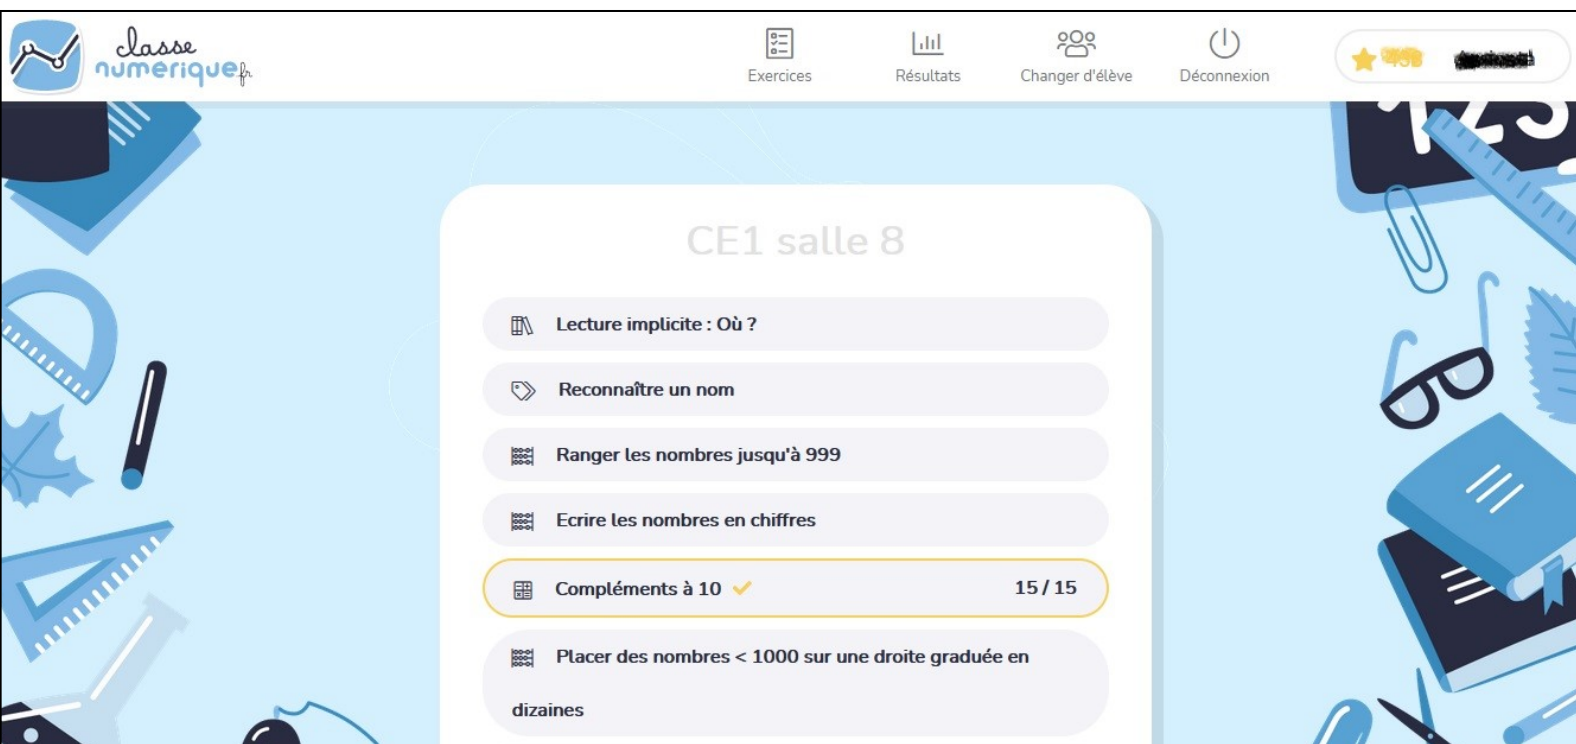 classe
numérique.fr
Exercices
Résultats
Changer d'élève
Déconnexion
123
CE1 salle 8
Lecture implicite : Où ?
Reconnaître un nom
Ranger les nombres jusqu'à 999
Ecrire les nombres en chiffres
Compléments à 10
15 / 15
Placer des nombres < 1000 sur une droite graduée en
dizaines